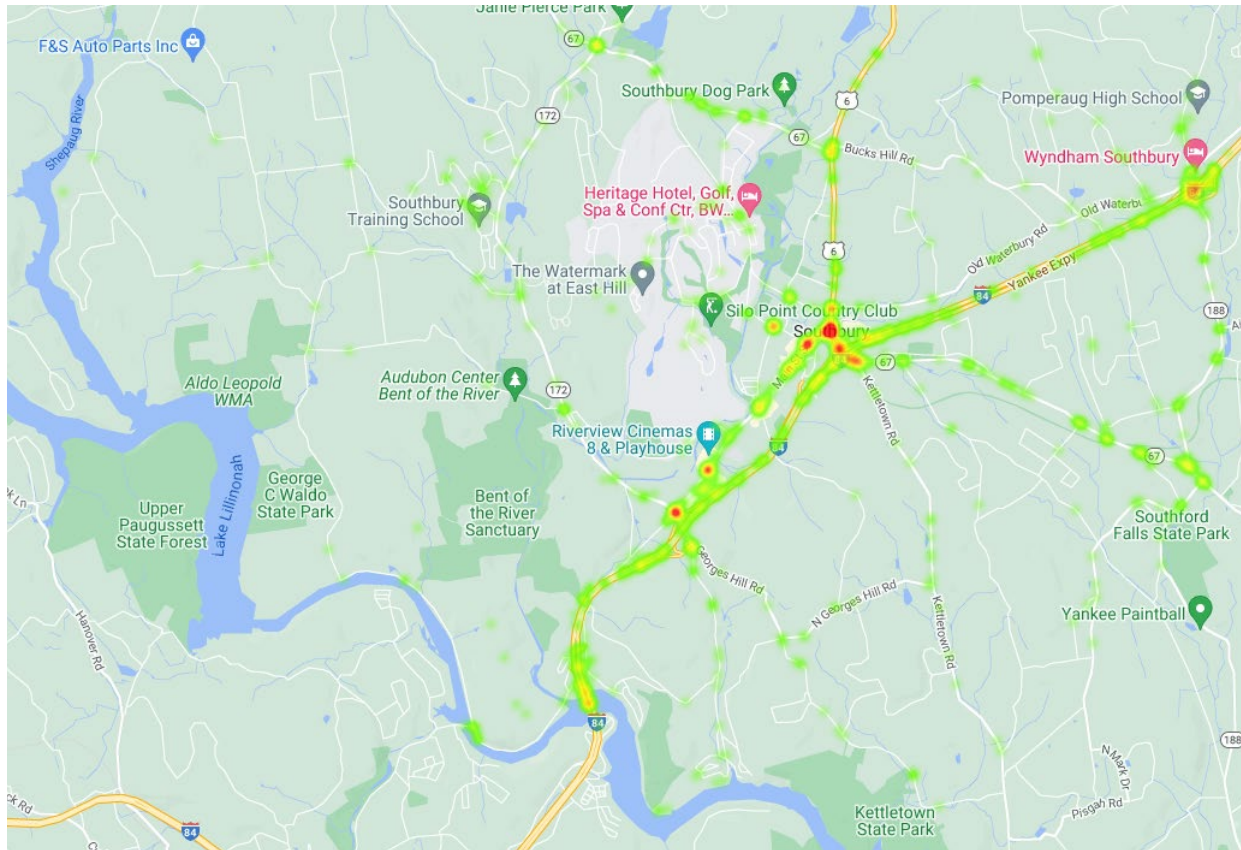 Janie Pierce Park
F&S Auto Parts Inc
67
Southbury Dog Park
6
Pomperaug High School
172
67
Bucks Hill Rd
Wyndham Southbury
Shepaug River
Southbury
Training School
Heritage Hotel, Golf,
Spa & Conf Ctr, BW...
Old Waterbury Rd
Old Waterbu
6
The Watermark
at East Hill
Yankee Expy
84
Silo Point Country Club
Southbury
188
67
Aldo Leopold
WMA
Audubon Center
Bent of the River
172
Kettletown Rd
Riverview Cinemas
8 & Playhouse
84
67
Upper
Paugussett
State Forest
Lake Lillinonah
George
C Waldo
State Park
Bent of
the River
Sanctuary
Southford
Falls State Park
Georges Hill Rd
N Georges Hill Rd
Hanover Rd
Kettletown Rd
Yankee Paintball
84
188
N Mark Dr
Pisgah Rd
Kettletown
State Park
84